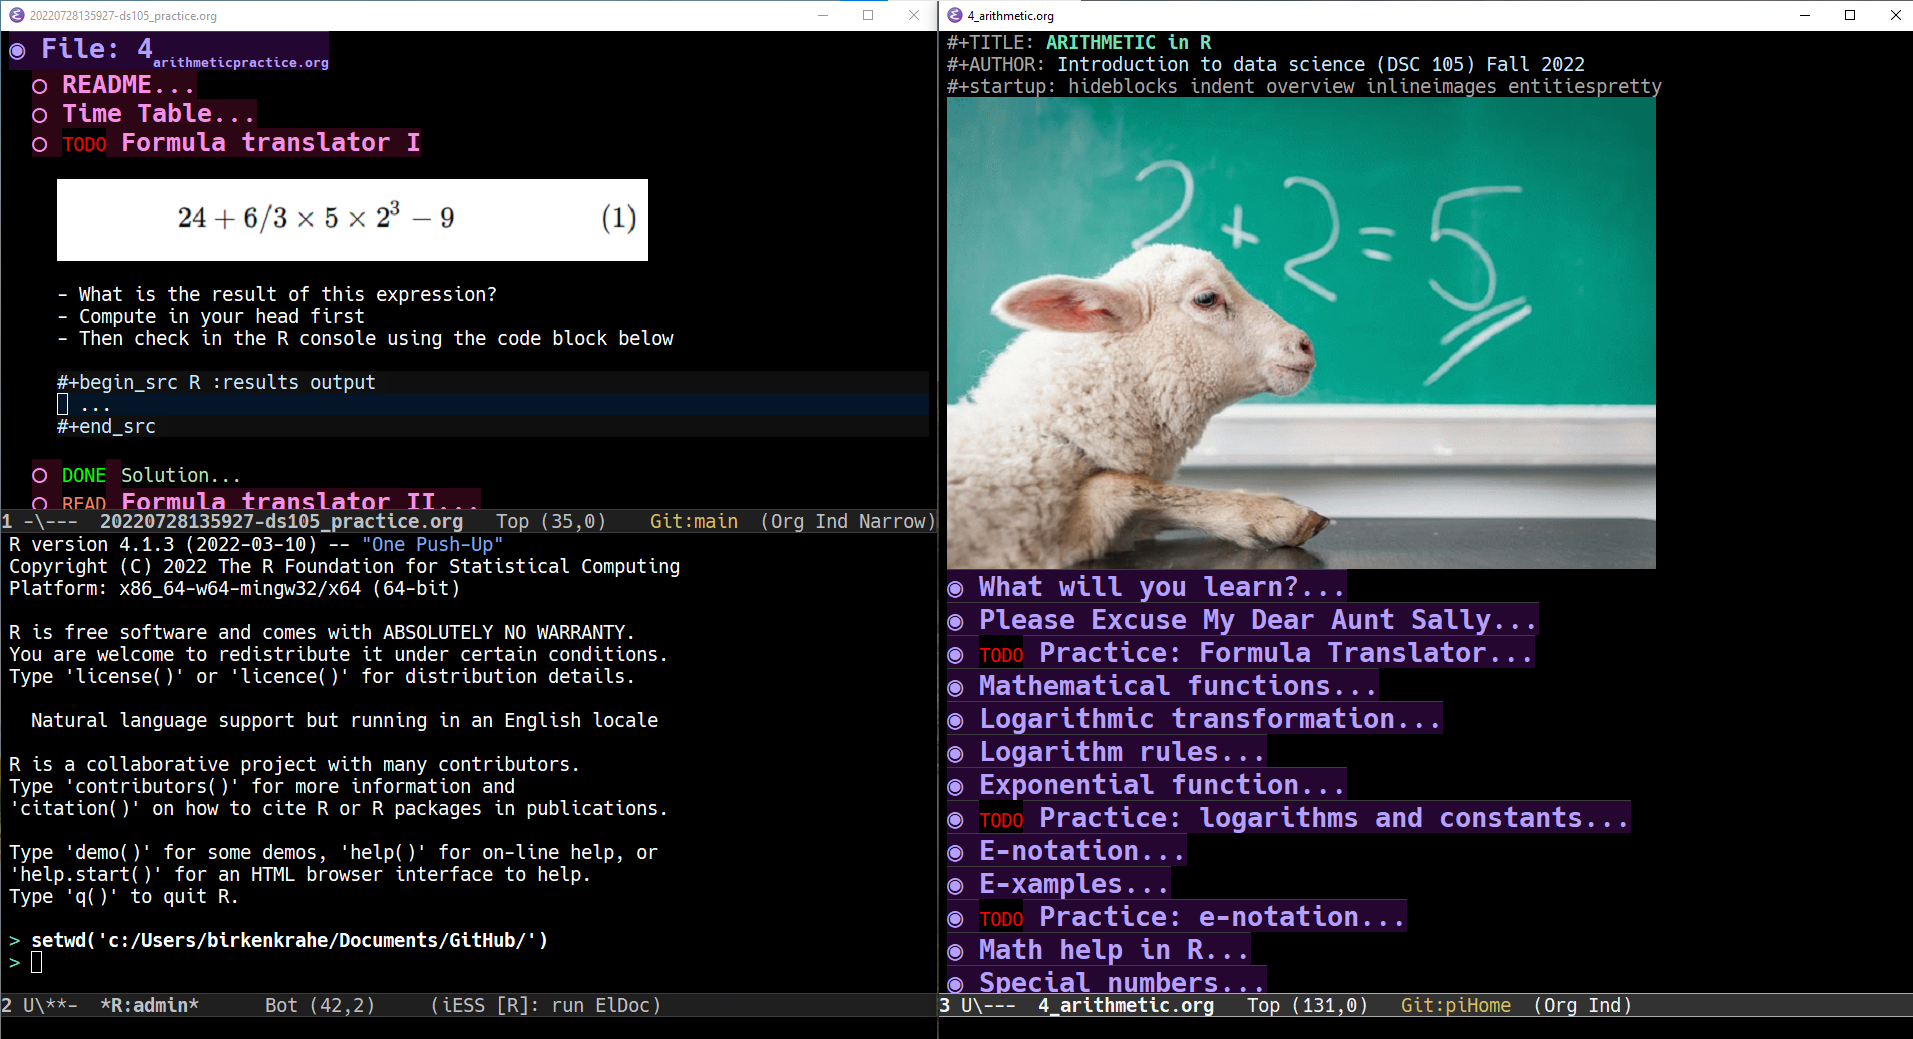 20220728135927-ds105_practice.org
◉ File: 4arithmeticpractice.org
○ README...
○ Time Table...
○ TODO Formula translator I
24 + 6/3 × 5 × 2³ − 9 (1)
- What is the result of this expression?
- Compute in your head first
- Then check in the R console using the code block below
#+begin_src R :results output
...
#+end_src
○ DONE Solution...
○ READ Formula translator II...
1 -\--- 20220728135927-ds105_practice.org Top (35,0) Git:main (Org Ind Narrow)
R version 4.1.3 (2022-03-10) -- "One Push-Up"
Copyright (C) 2022 The R Foundation for Statistical Computing
Platform: x86_64-w64-mingw32/x64 (64-bit)
R is free software and comes with ABSOLUTELY NO WARRANTY.
You are welcome to redistribute it under certain conditions.
Type 'license()' or 'licence()' for distribution details.
Natural language support but running in an English locale
R is a collaborative project with many contributors.
Type 'contributors()' for more information and
'citation()' on how to cite R or R packages in publications.
Type 'demo()' for some demos, 'help()' for on-line help, or
'help.start()' for an HTML browser interface to help.
Type 'q()' to quit R.
> setwd('c:/Users/birkenkrahe/Documents/GitHub/')
>
2 U\**- *R:admin* Bot (42,2) (iESS [R]: run ElDoc)
4_arithmetic.org
#+TITLE: ARITHMETIC in R
#+AUTHOR: Introduction to data science (DSC 105) Fall 2022
#+startup: hideblocks indent overview inlineimages entitiespretty
2+2=5
◉ What will you learn?...
◉ Please Excuse My Dear Aunt Sally...
◉ TODO Practice: Formula Translator...
◉ Mathematical functions...
◉ Logarithmic transformation...
◉ Logarithm rules...
◉ Exponential function...
◉ TODO Practice: logarithms and constants...
◉ E-notation...
◉ E-xamples...
◉ TODO Practice: e-notation...
◉ Math help in R...
◉ Special numbers...
3 U\--- 4_arithmetic.org Top (131,0) Git:piHome (Org Ind)